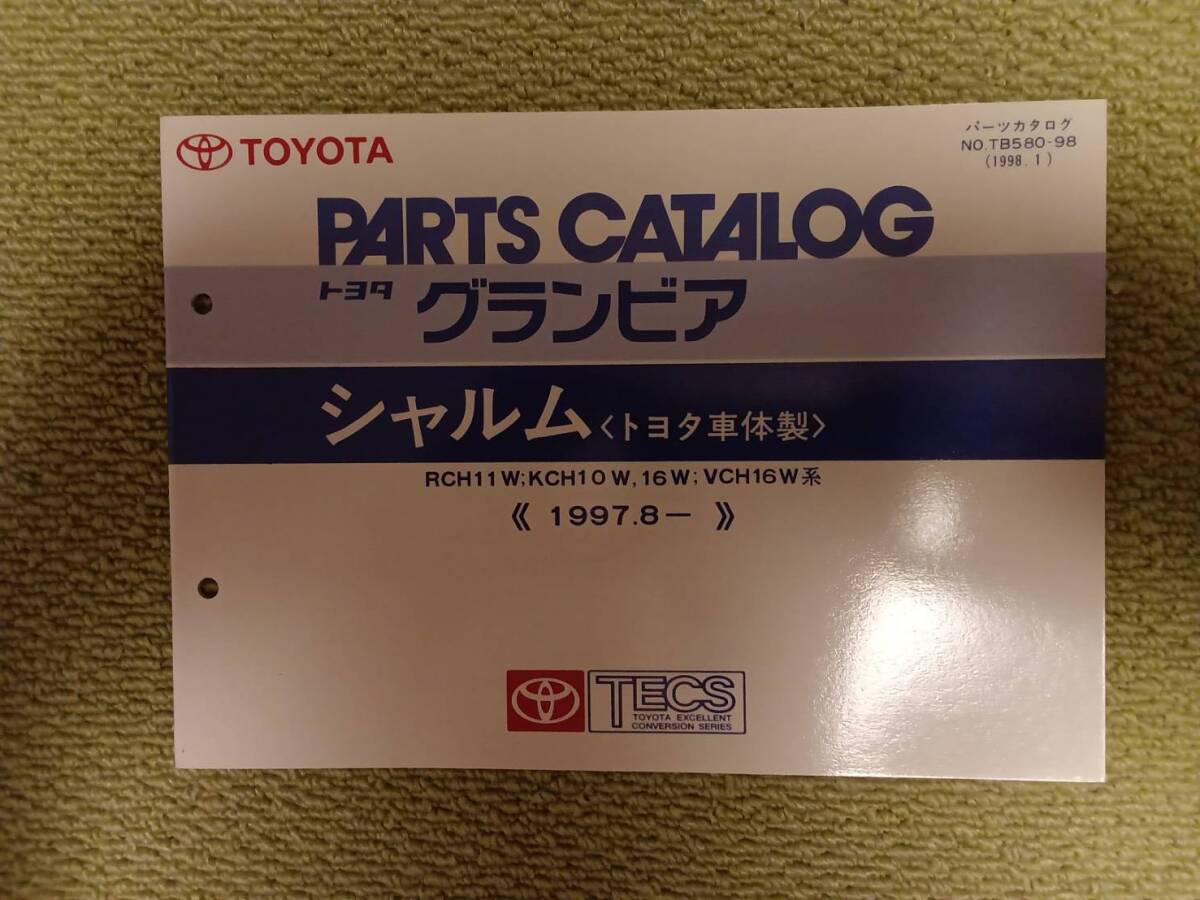 TOYOTA
パーツカタログ
NO.TB580-98
(1998. 1)
PARTS CATALOG
トヨタ グランビア
シャルム〈トヨタ車体製〉
RCH11W;KCH10W,16W;VCH16W系
《 1997.8ー 》
TECS
TOYOTA EXCELLENT
CONVERSION SERIES